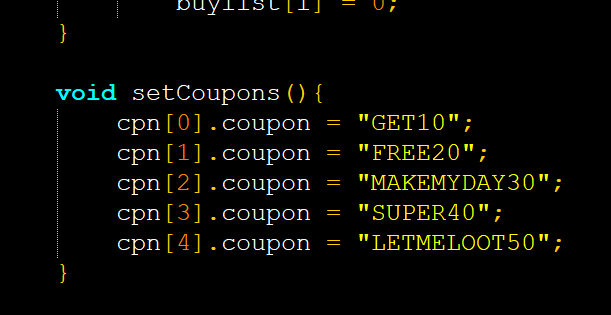 buylist[i] = 0;
}
void setCoupons(){
cpn[0].coupon = "GET10";
cpn[1].coupon = "FREE20";
cpn[2].coupon = "MAKEMYDAY30";
cpn[3].coupon = "SUPER40";
cpn[4].coupon = "LETMELOOT50";
}